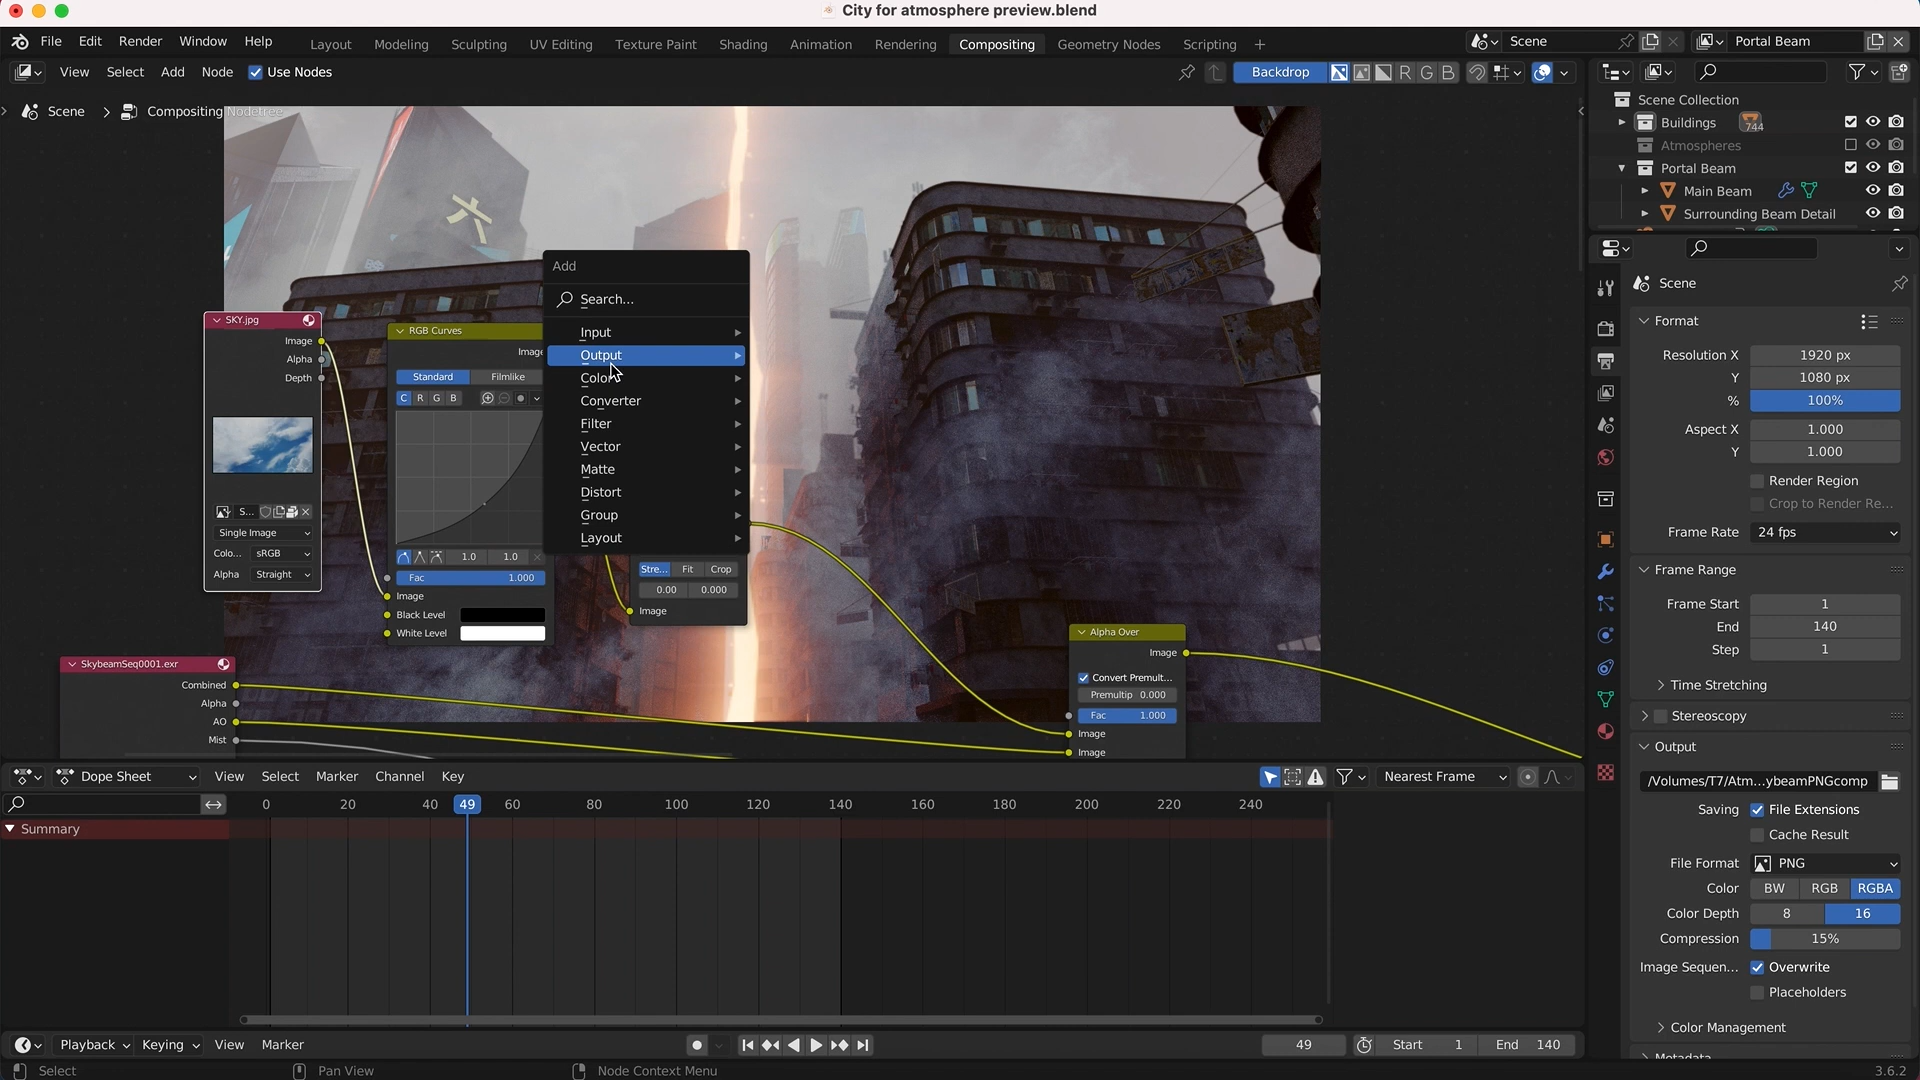 City for atmosphere preview.blend
File Edit Render Window Help
Layout Modeling Sculpting UV Editing Texture Paint Shading Animation Rendering Compositing Geometry Nodes Scripting +
Scene
Portal Beam
View Select Add Node Use Nodes
Backdrop
R G B
Scene > Compositing Nodetree
六
Scene Collection
Buildings 744
Atmospheres
Portal Beam
Main Beam
Surrounding Beam Detail
Add
Search...
Input
Output
Color
Converter
Filter
Vector
Matte
Distort
Group
Layout
SKY.jpg
Image
Alpha
Depth
S...
Single Image
Colo... sRGB
Alpha Straight
RGB Curves
Image
Standard Filmlike
C R G B
1.0 1.0
Fac 1.000
Image
Black Level
White Level
Stre... Fit Crop
0.00 0.000
Image
SkybeamSeq0001.exr
Combined
Alpha
AO
Mist
Alpha Over
Image
Convert Premult...
Premultip 0.000
Fac 1.000
Image
Image
Scene
Format
Resolution X 1920 px
Y 1080 px
% 100%
Aspect X 1.000
Y 1.000
Render Region
Crop to Render Re...
Frame Rate 24 fps
Frame Range
Frame Start 1
End 140
Step 1
Time Stretching
Stereoscopy
Output
/Volumes/T7/Atm...ybeamPNGcomp
Saving File Extensions
Cache Result
File Format PNG
Color BW RGB RGBA
Color Depth 8 16
Compression 15%
Image Sequen... Overwrite
Placeholders
Color Management
Metadata
Dope Sheet View Select Marker Channel Key
Nearest Frame
0 20 40 49 60 80 100 120 140 160 180 200 220 240
Summary
Playback Keying View Marker
49 Start 1 End 140
Select Pan View Node Context Menu 3.6.2